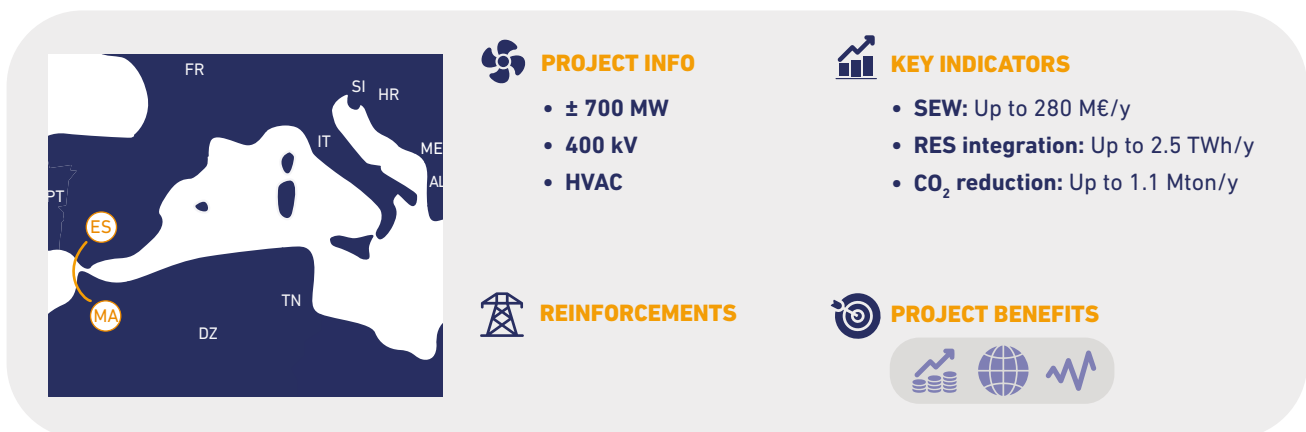 FR
SI
HR
IT
ME
AL
PT
ES
MA
TN
DZ
PROJECT INFO
• ± 700 MW
• 400 kV
• HVAC
KEY INDICATORS
• SEW: Up to 280 M€/y
• RES integration: Up to 2.5 TWh/y
• CO₂ reduction: Up to 1.1 Mton/y
REINFORCEMENTS
PROJECT BENEFITS